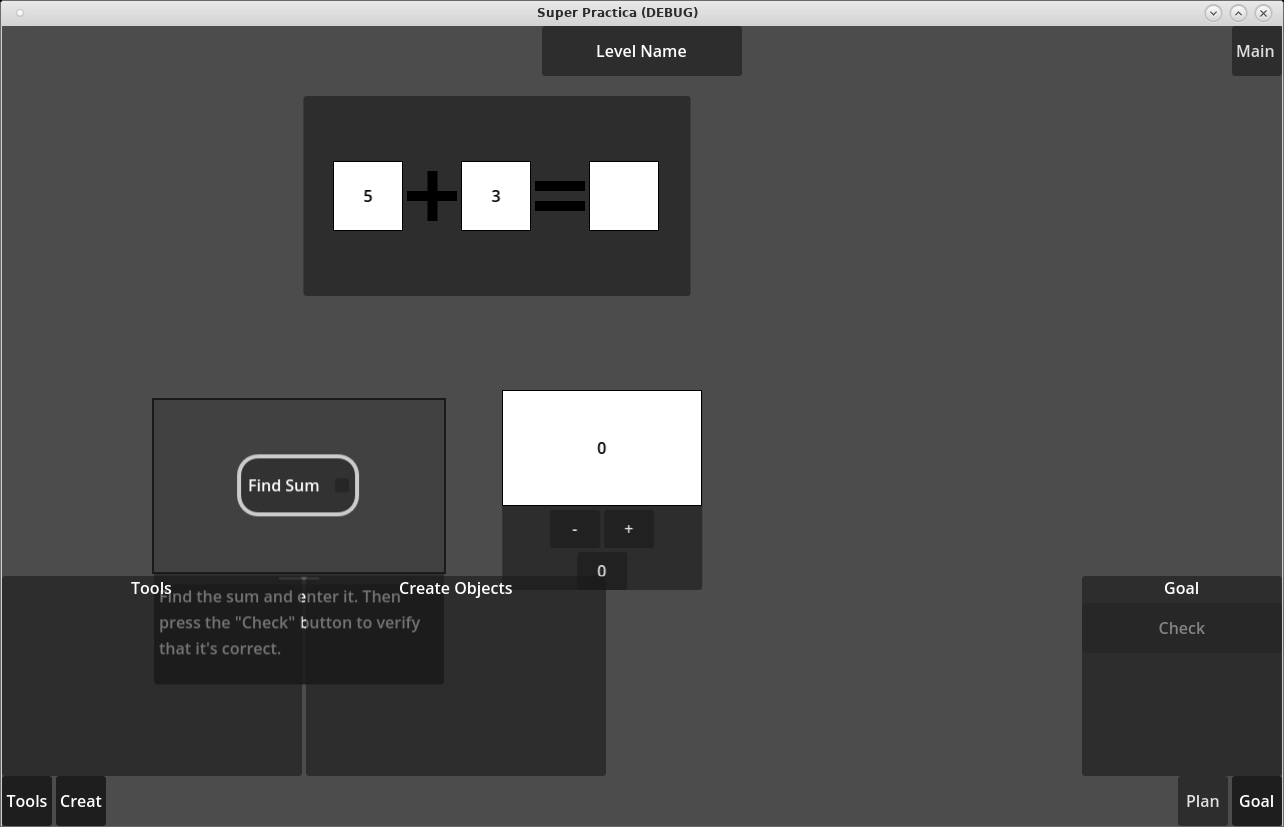 Super Practica (DEBUG)
Level Name
Main
5 + 3 =
0
Find Sum
- +
0
Tools
Create Objects
Goal
Find the sum and enter it. Then
press the "Check" button to verify
that it's correct.
Check
Tools
Creat
Plan
Goal